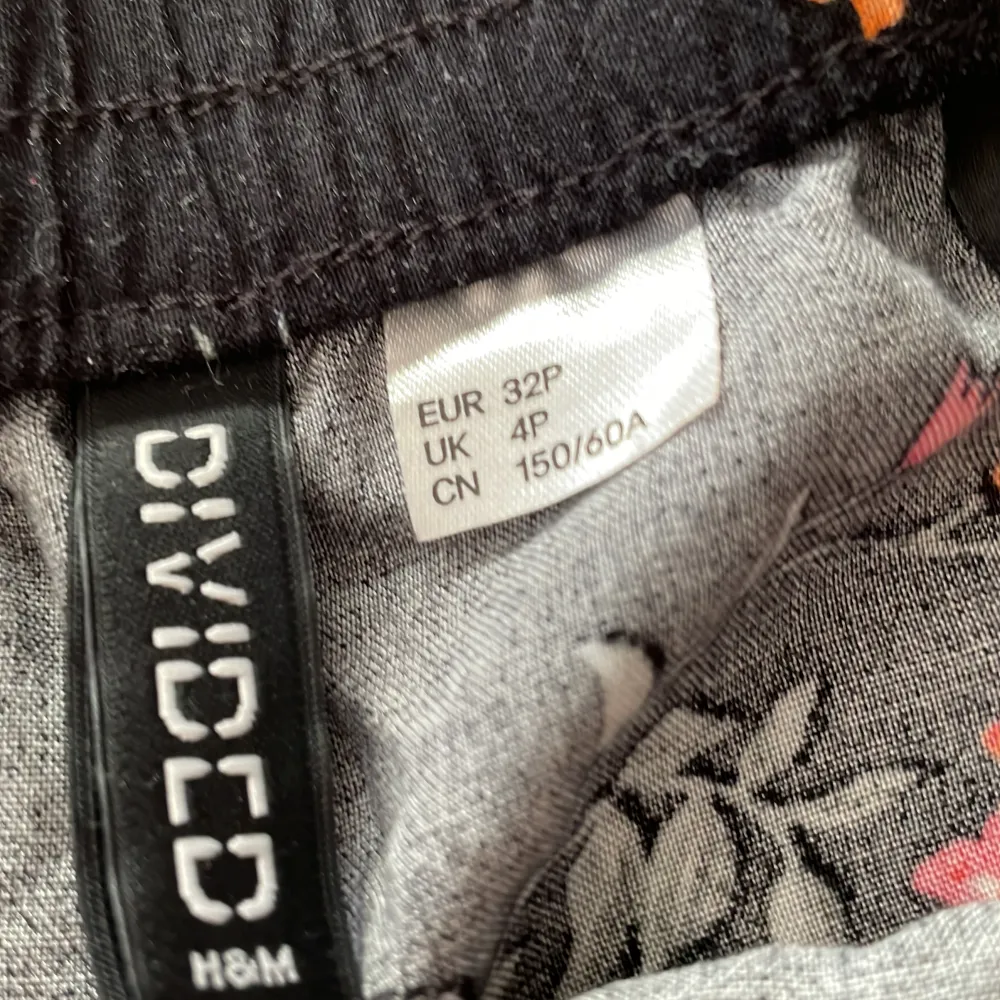 DIVIDED
H&M
EUR 32P
UK 4P
CN 150/60A